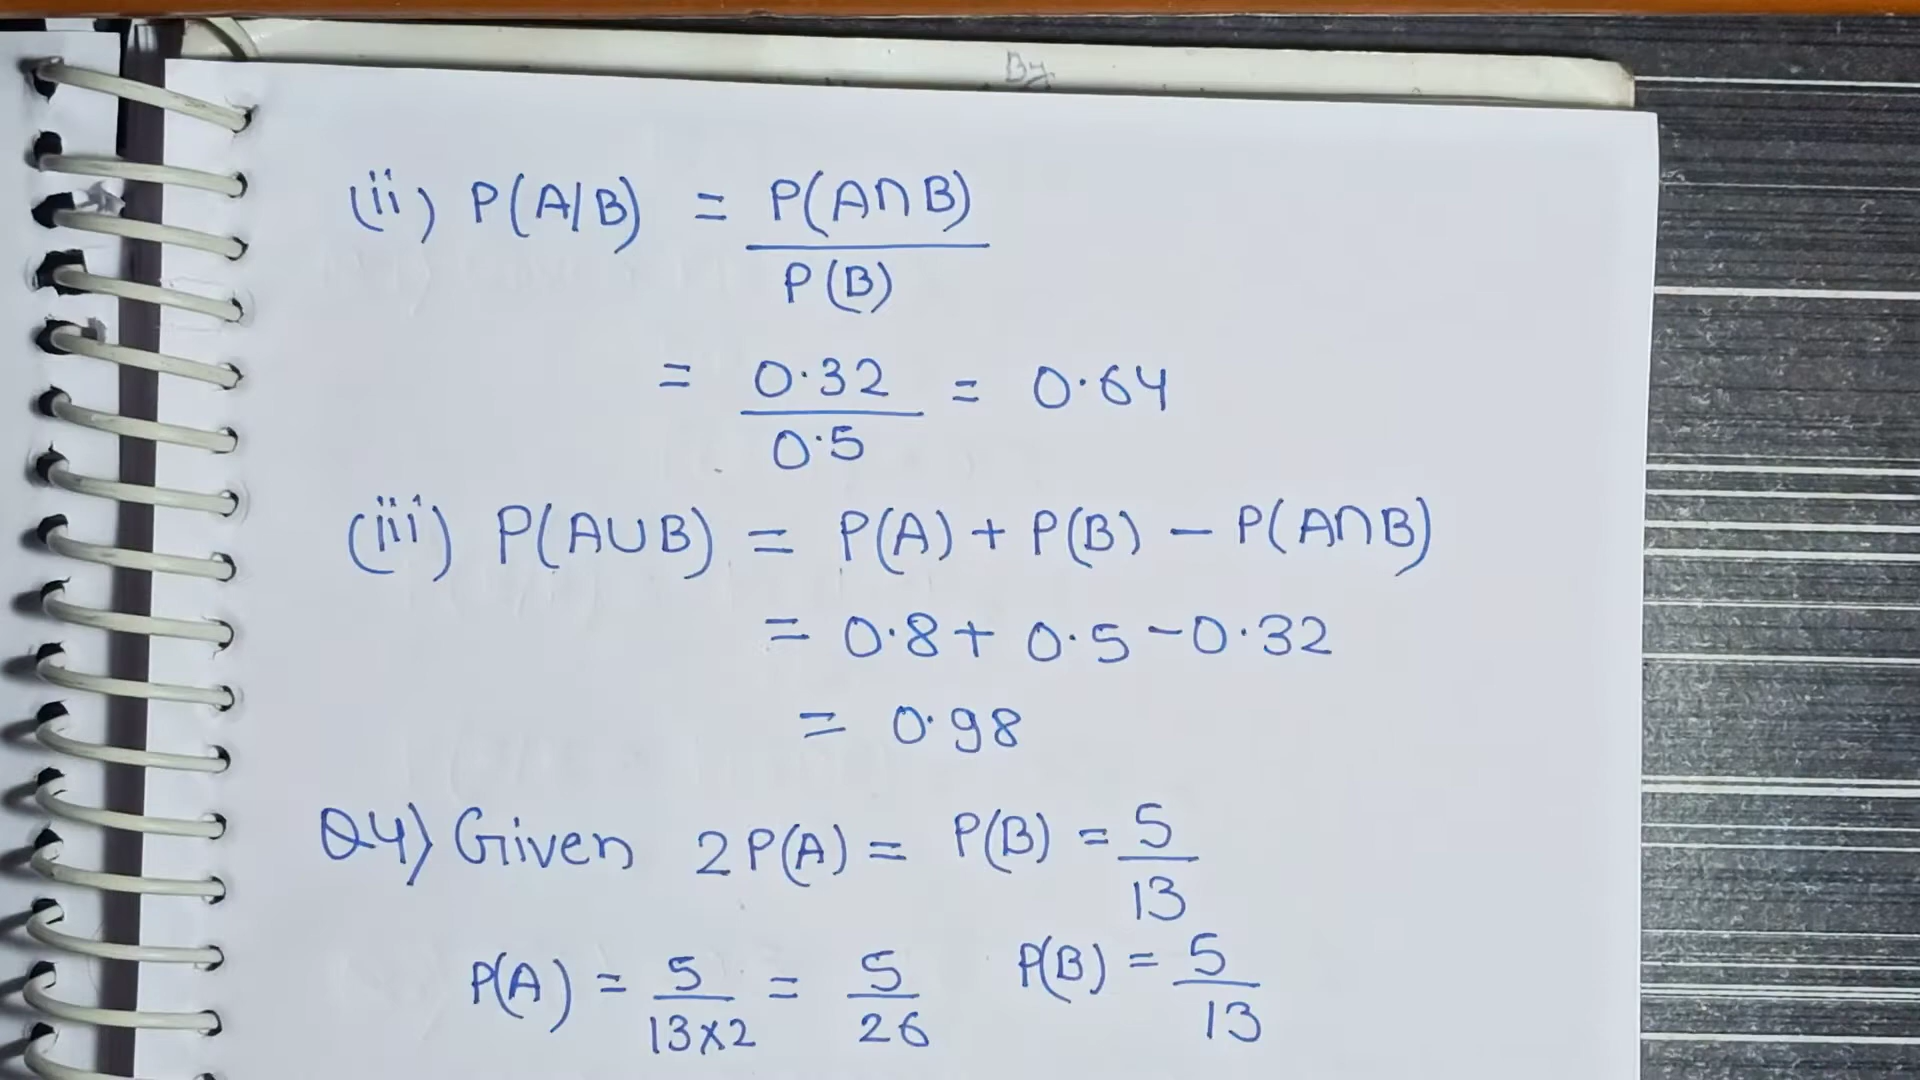 By
(ii) P(A/B) = P(A∩B) / P(B)
= 0.32 / 0.5 = 0.64
(iii) P(A∪B) = P(A) + P(B) − P(A∩B)
= 0.8 + 0.5 − 0.32
= 0.98
Q4) Given 2P(A) = P(B) = 5/13
P(A) = 5/13×2 = 5/26 P(B) = 5/13